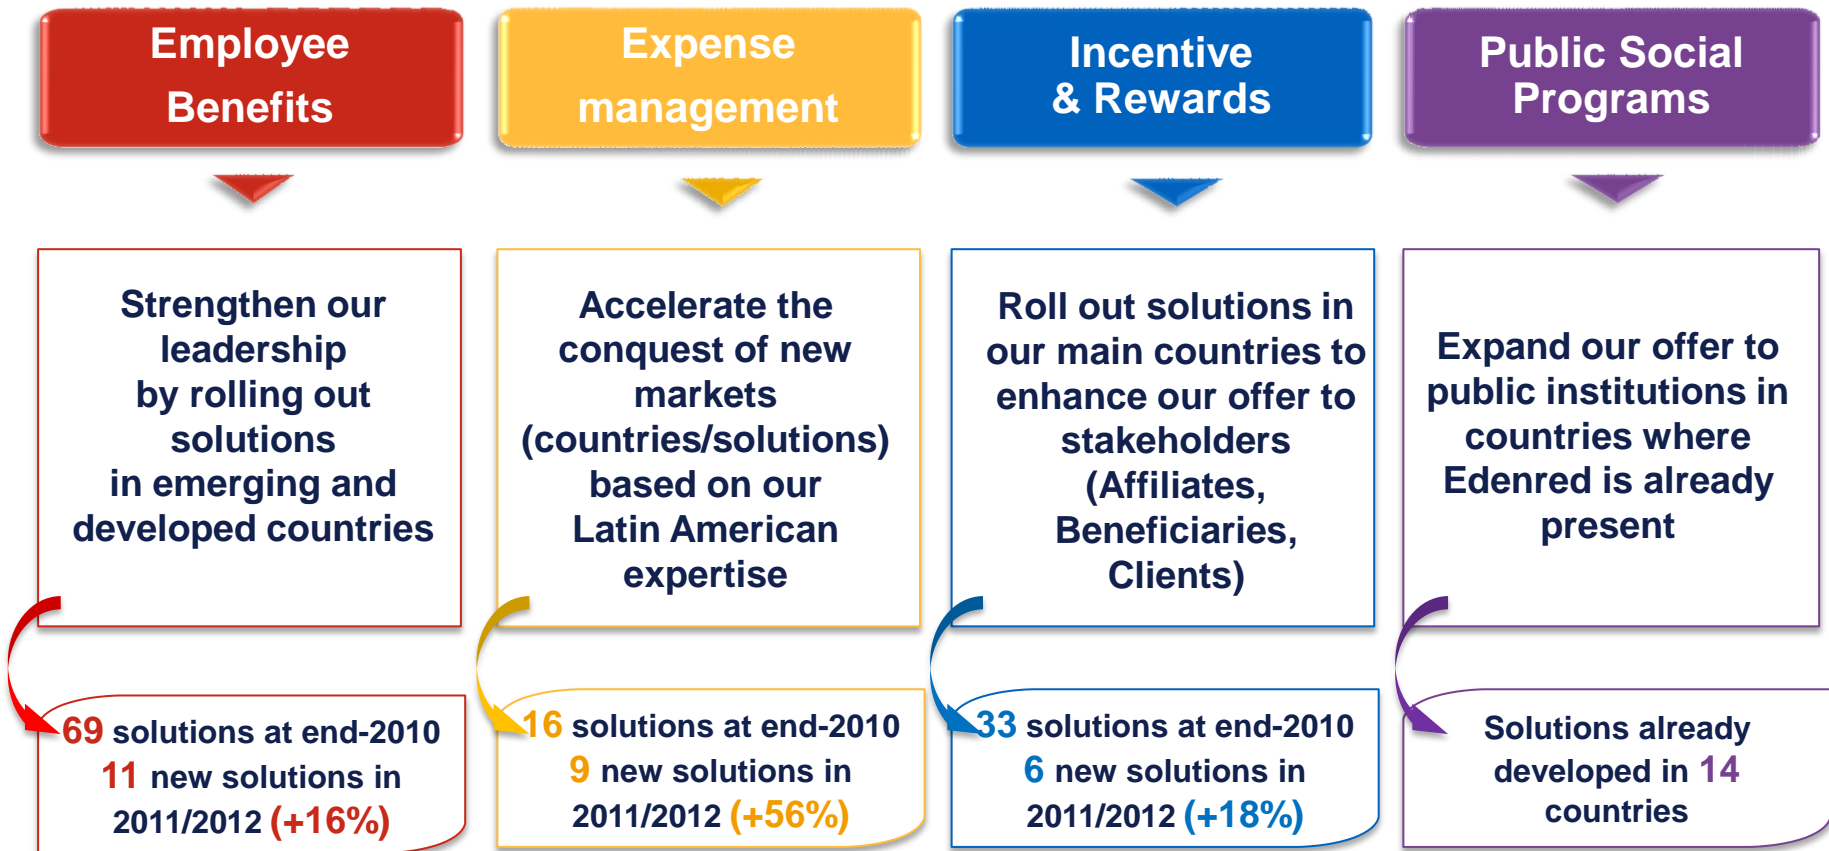 Employee
Benefits
Expense
management
Incentive
& Rewards
Public Social
Programs
Strengthen our
leadership
by rolling out
solutions
in emerging and
developed countries
Accelerate the
conquest of new
markets
(countries/solutions)
based on our
Latin American
expertise
Roll out solutions in
our main countries to
enhance our offer to
stakeholders
(Affiliates,
Beneficiaries,
Clients)
Expand our offer to
public institutions in
countries where
Edenred is already
present
69 solutions at end-2010
11 new solutions in
2011/2012 (+16%)
16 solutions at end-2010
9 new solutions in
2011/2012 (+56%)
33 solutions at end-2010
6 new solutions in
2011/2012 (+18%)
Solutions already
developed in 14
countries